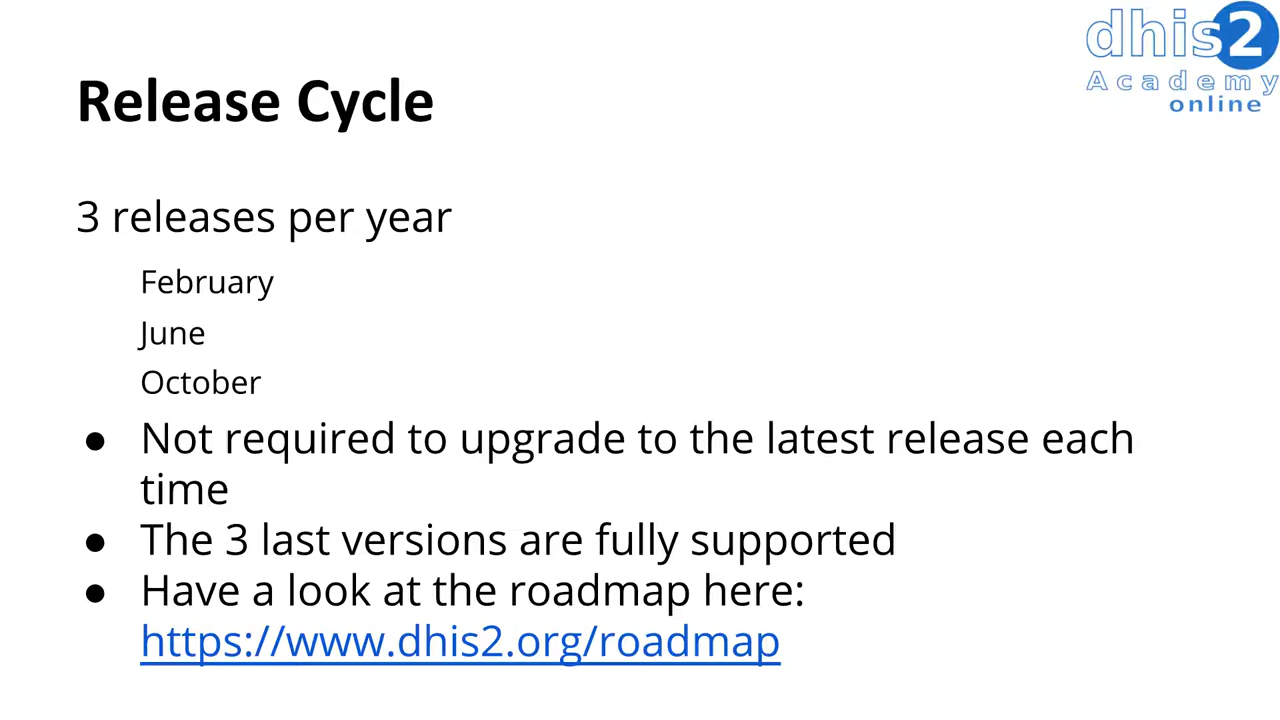 dhis2
Academy
online
Release Cycle
3 releases per year
February
June
October
● Not required to upgrade to the latest release each
time
● The 3 last versions are fully supported
● Have a look at the roadmap here:
https://www.dhis2.org/roadmap